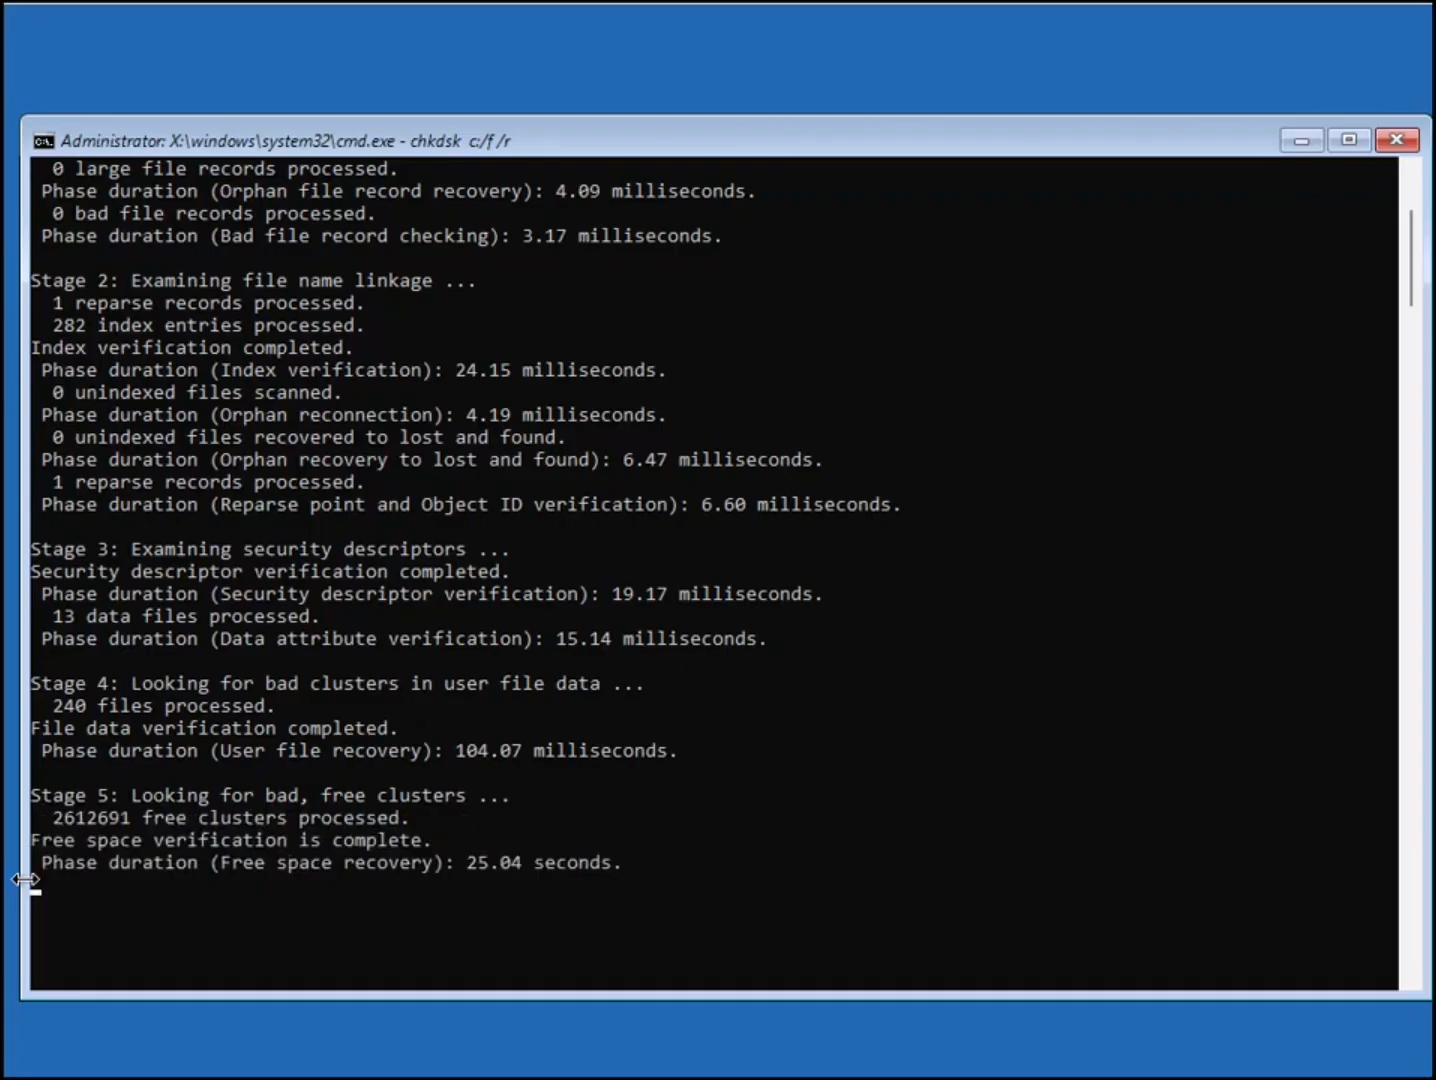 Administrator: X:\windows\system32\cmd.exe - chkdsk c:/f /r
0 large file records processed.
Phase duration (Orphan file record recovery): 4.09 milliseconds.
0 bad file records processed.
Phase duration (Bad file record checking): 3.17 milliseconds.
Stage 2: Examining file name linkage ...
1 reparse records processed.
282 index entries processed.
Index verification completed.
Phase duration (Index verification): 24.15 milliseconds.
0 unindexed files scanned.
Phase duration (Orphan reconnection): 4.19 milliseconds.
0 unindexed files recovered to lost and found.
Phase duration (Orphan recovery to lost and found): 6.47 milliseconds.
1 reparse records processed.
Phase duration (Reparse point and Object ID verification): 6.60 milliseconds.
Stage 3: Examining security descriptors ...
Security descriptor verification completed.
Phase duration (Security descriptor verification): 19.17 milliseconds.
13 data files processed.
Phase duration (Data attribute verification): 15.14 milliseconds.
Stage 4: Looking for bad clusters in user file data ...
240 files processed.
File data verification completed.
Phase duration (User file recovery): 104.07 milliseconds.
Stage 5: Looking for bad, free clusters ...
2612691 free clusters processed.
Free space verification is complete.
Phase duration (Free space recovery): 25.04 seconds.